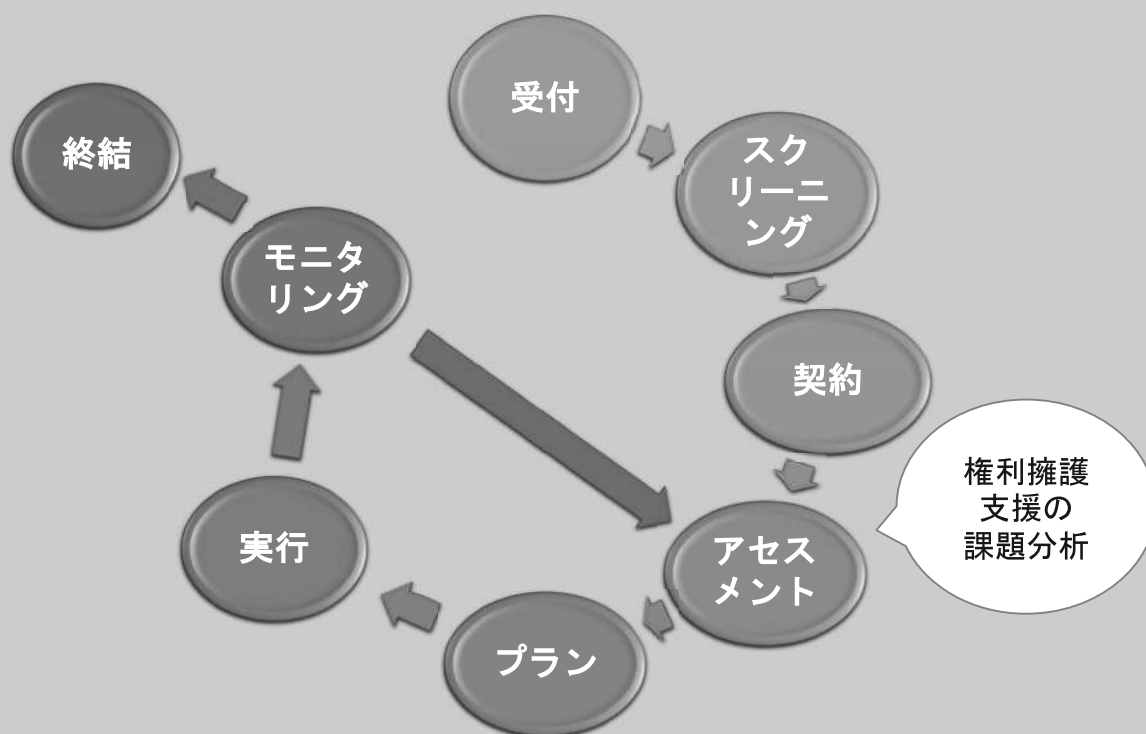 受付
スク
リーニ
ング
契約
権利擁護
支援の
課題分析
アセス
メント
プラン
実行
モニタ
リング
終結